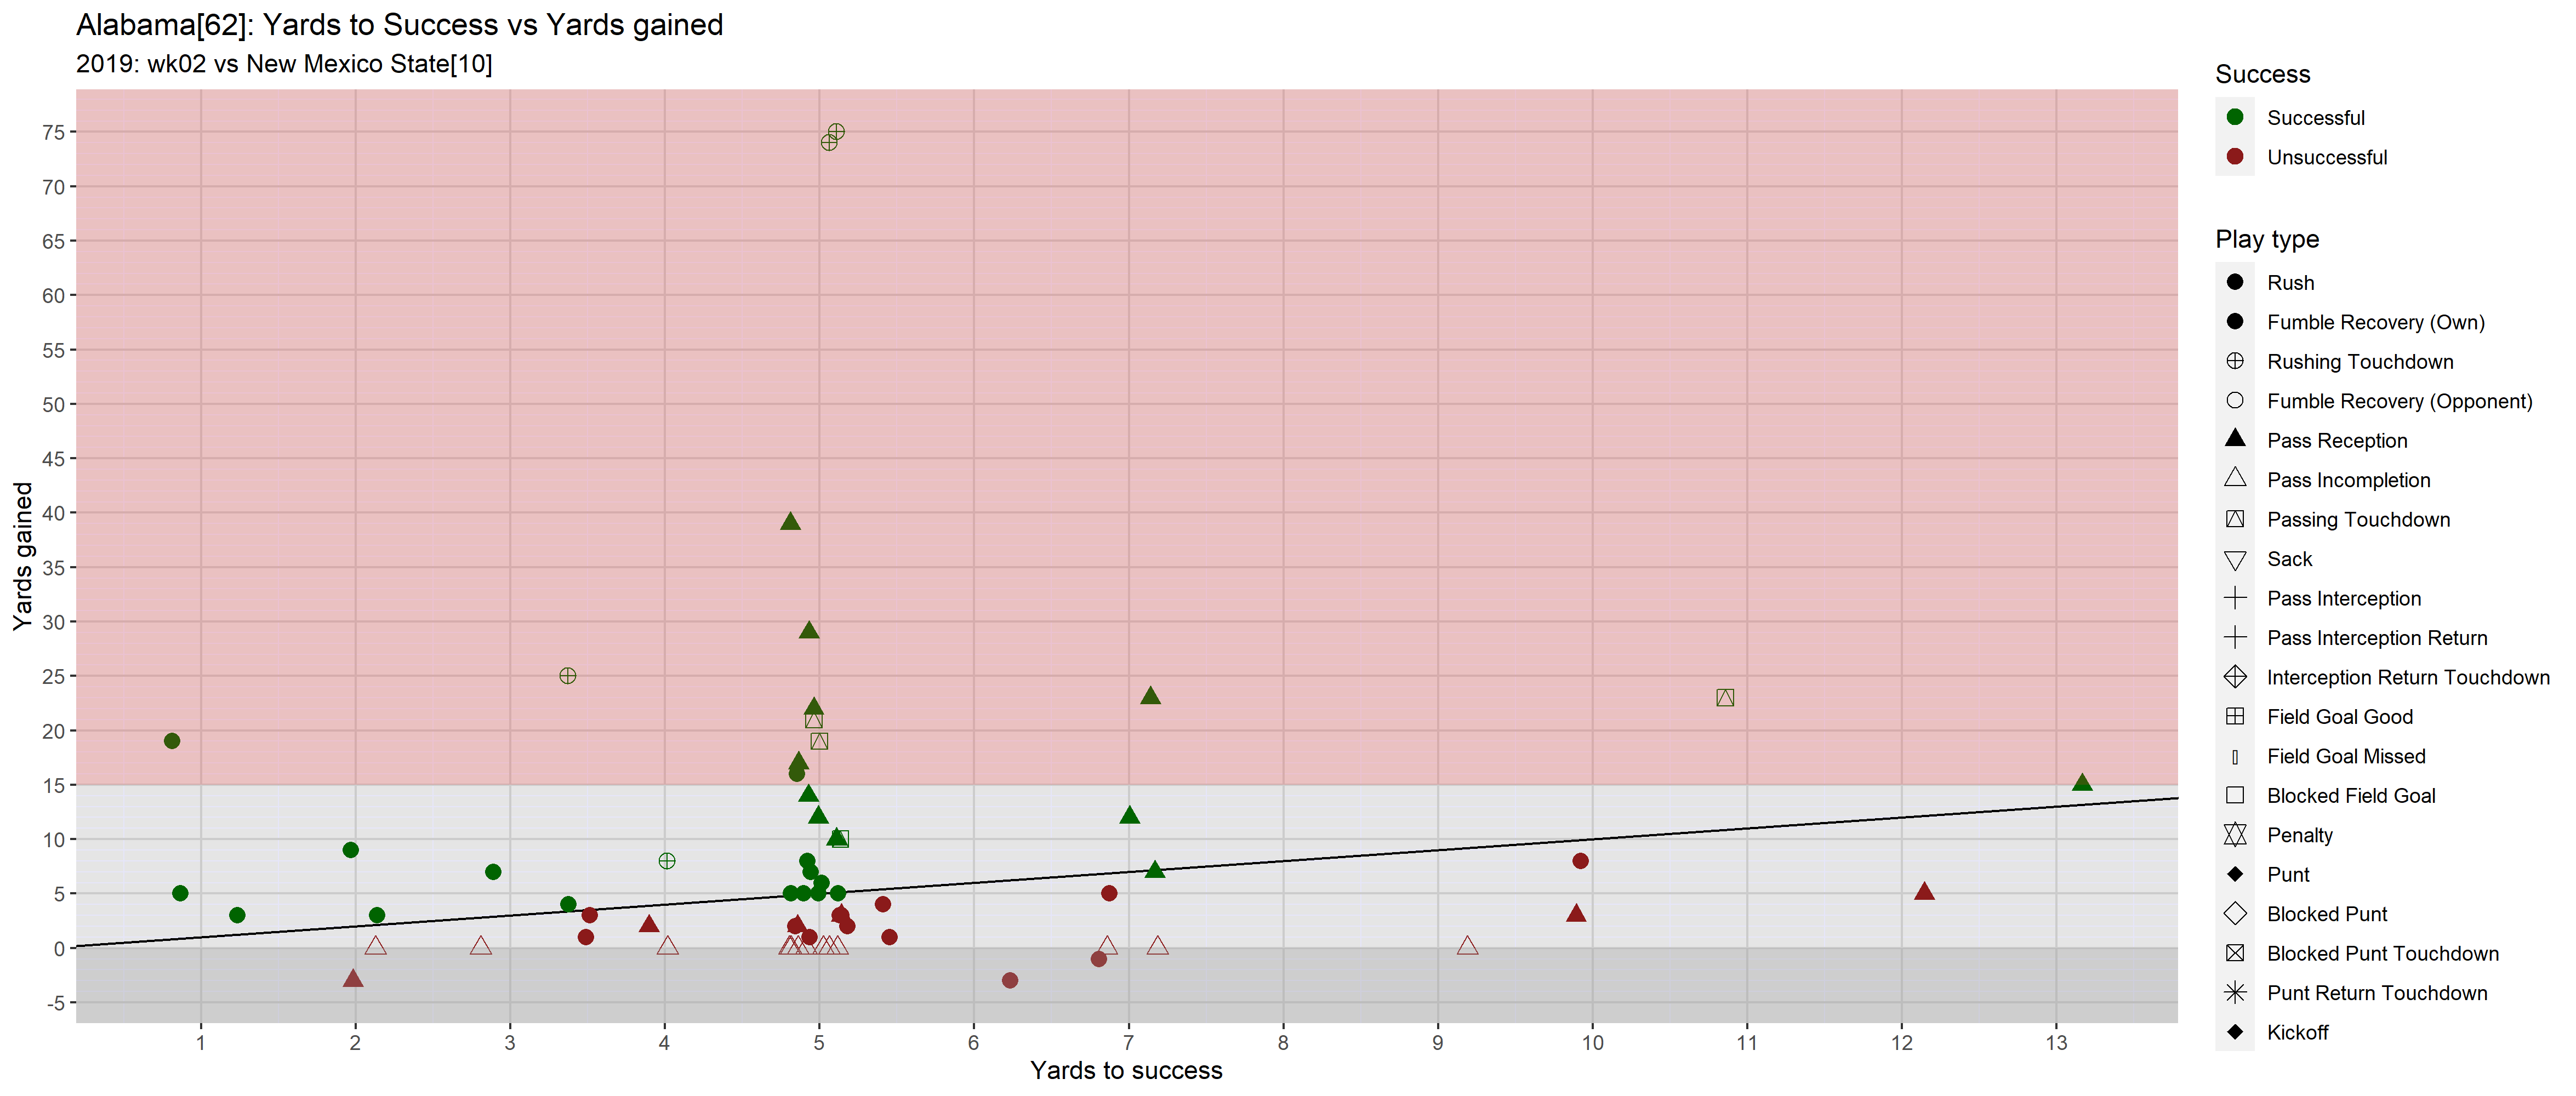 Alabama[62]: Yards to Success vs Yards gained
2019: wk02 vs New Mexico State[10]
Yards gained
75
70
65
60
55
50
45
40
35
30
25
20
15
10
5
0
-5
1 2 3 4 5 6 7 8 9 10 11 12 13
Yards to success
Success
Successful
Unsuccessful
Play type
Rush
Fumble Recovery (Own)
Rushing Touchdown
Fumble Recovery (Opponent)
Pass Reception
Pass Incompletion
Passing Touchdown
Sack
Pass Interception
Pass Interception Return
Interception Return Touchdown
Field Goal Good
Field Goal Missed
Blocked Field Goal
Penalty
Punt
Blocked Punt
Blocked Punt Touchdown
Punt Return Touchdown
Kickoff